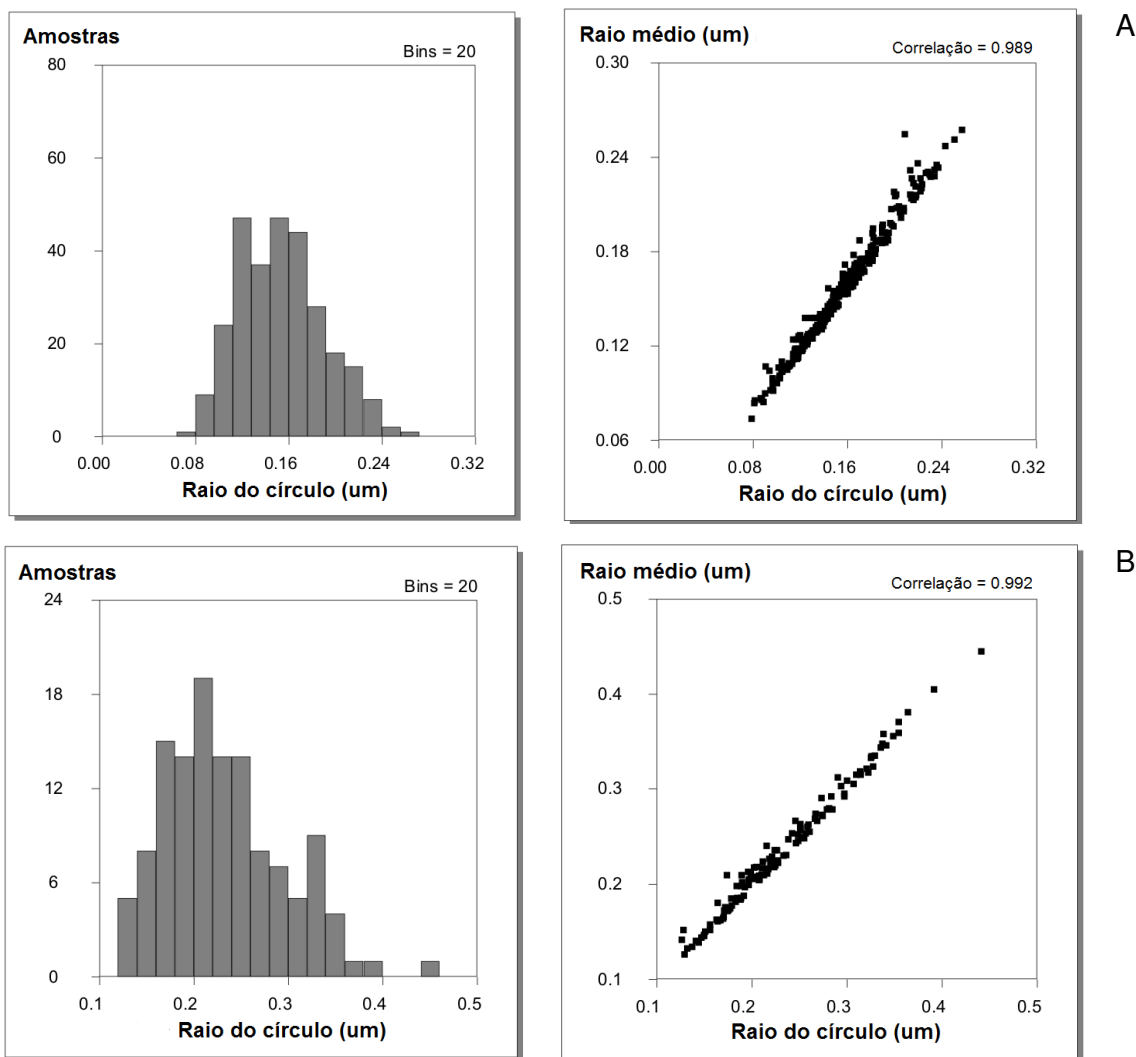 Amostras
Bins = 20
80
60
40
20
0
0.00 0.08 0.16 0.24 0.32
Raio do círculo (um)
Raio médio (um)
Correlação = 0.989
0.30
0.24
0.18
0.12
0.06
0.00 0.08 0.16 0.24 0.32
Raio do círculo (um)
A
Amostras
Bins = 20
24
18
12
6
0
0.1 0.2 0.3 0.4 0.5
Raio do círculo (um)
Raio médio (um)
Correlação = 0.992
0.5
0.4
0.3
0.2
0.1
0.1 0.2 0.3 0.4 0.5
Raio do círculo (um)
B